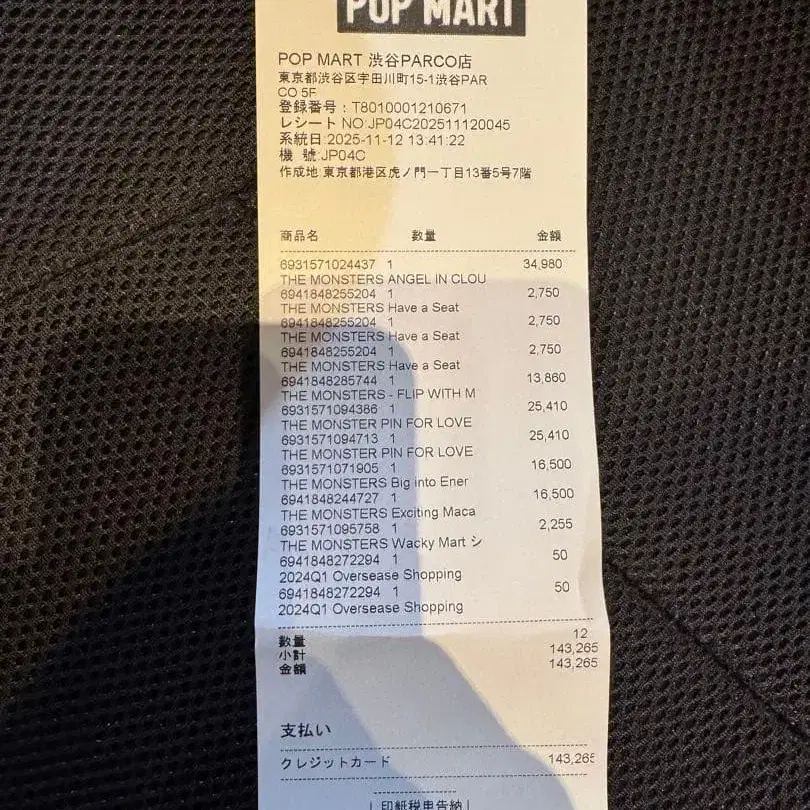 POP MART
POP MART 渋谷PARCO店
東京都渋谷区宇田川町15-1渋谷PAR
CO 5F
登録番号：T8010001210671
レシート NO:JP04C202511120045
系統日:2025-11-12 13:41:22
機 號:JP04C
作成地:東京都港区虎ノ門一丁目13番5号7階
商品名 数量 金額
6931571024437 1 34,980
THE MONSTERS ANGEL IN CLOU
6941848255204 1 2,750
THE MONSTERS Have a Seat
6941848255204 1 2,750
THE MONSTERS Have a Seat
6941848255204 1 2,750
THE MONSTERS Have a Seat
6941848285744 1 13,860
THE MONSTERS - FLIP WITH M
6931571094386 1 25,410
THE MONSTER PIN FOR LOVE
6931571094713 1 25,410
THE MONSTER PIN FOR LOVE
6931571071905 1 16,500
THE MONSTERS Big into Ener
6941848244727 1 16,500
THE MONSTERS Exciting Maca
6931571095758 1 2,255
THE MONSTERS Wacky Mart シ
6941848272294 1 50
2024Q1 Oversease Shopping
6941848272294 1 50
2024Q1 Oversease Shopping
数量 12
小計 143,265
金額 143,265
支払い
クレジットカード 143,265
印紙税申告納